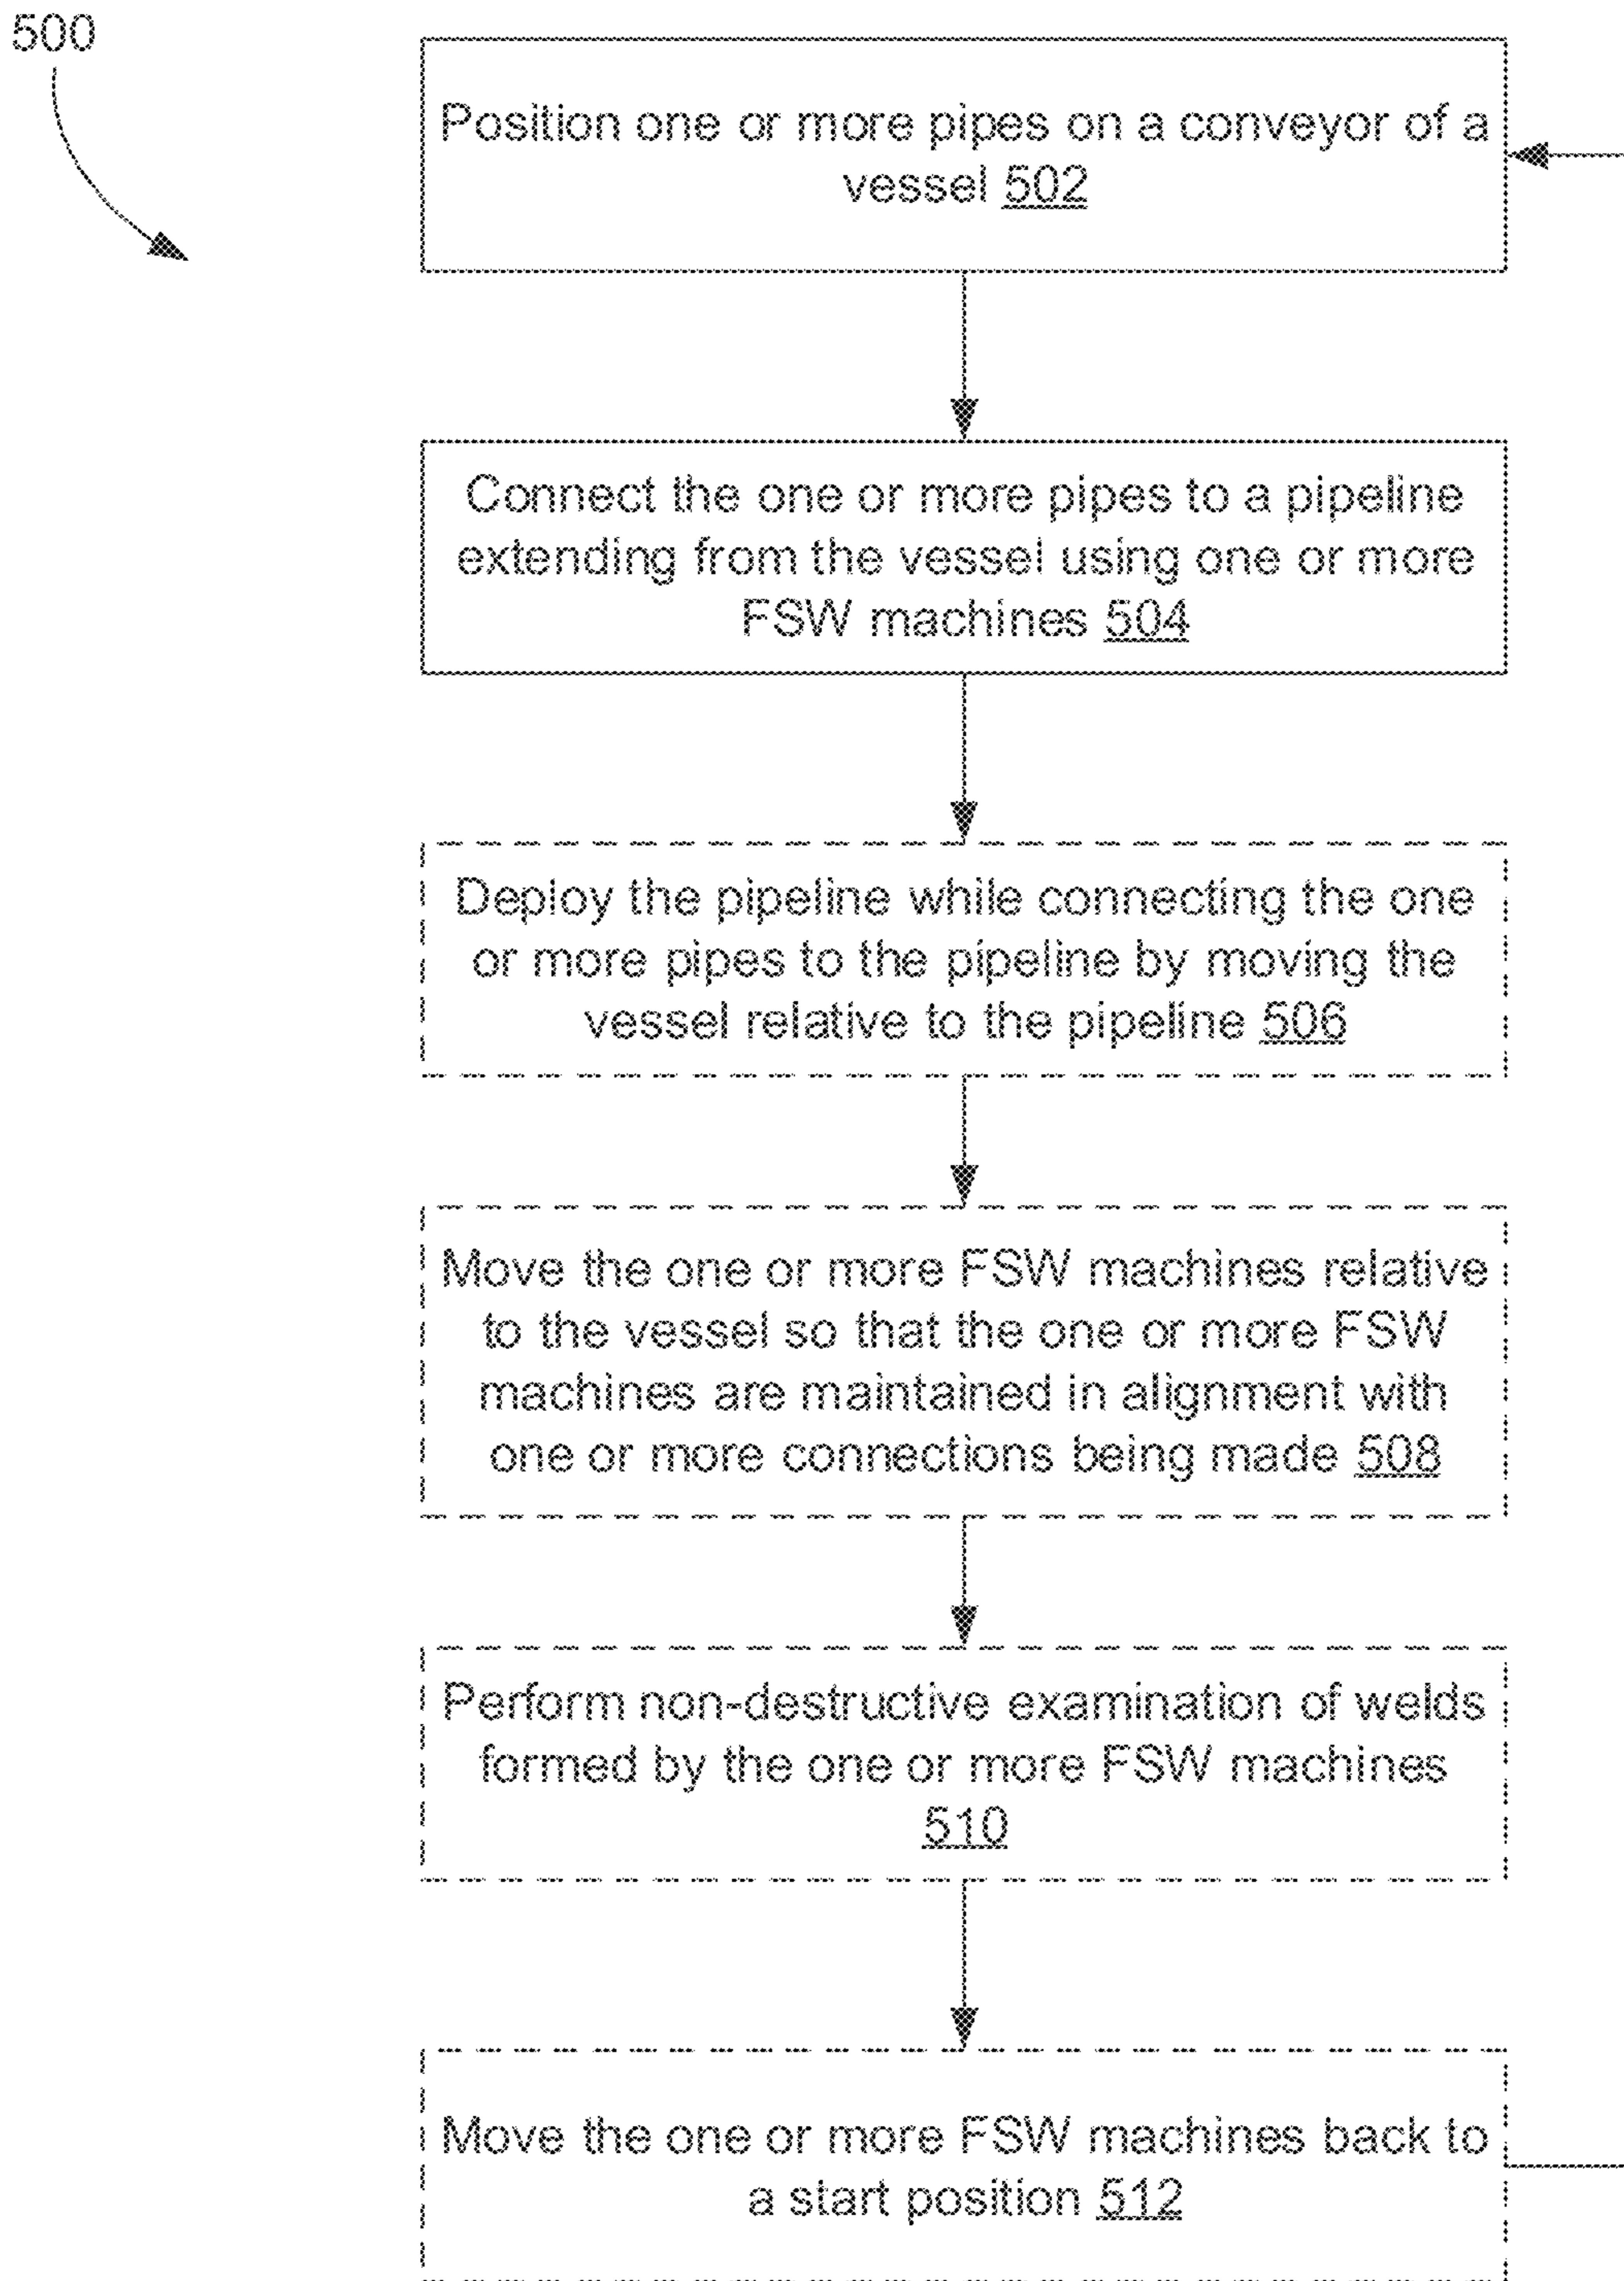 500
Position one or more pipes on a conveyor of a
vessel 502
Connect the one or more pipes to a pipeline
extending from the vessel using one or more
FSW machines 504
Deploy the pipeline while connecting the one
or more pipes to the pipeline by moving the
vessel relative to the pipeline 506
Move the one or more FSW machines relative
to the vessel so that the one or more FSW
machines are maintained in alignment with
one or more connections being made 508
Perform non-destructive examination of welds
formed by the one or more FSW machines
510
Move the one or more FSW machines back to
a start position 512